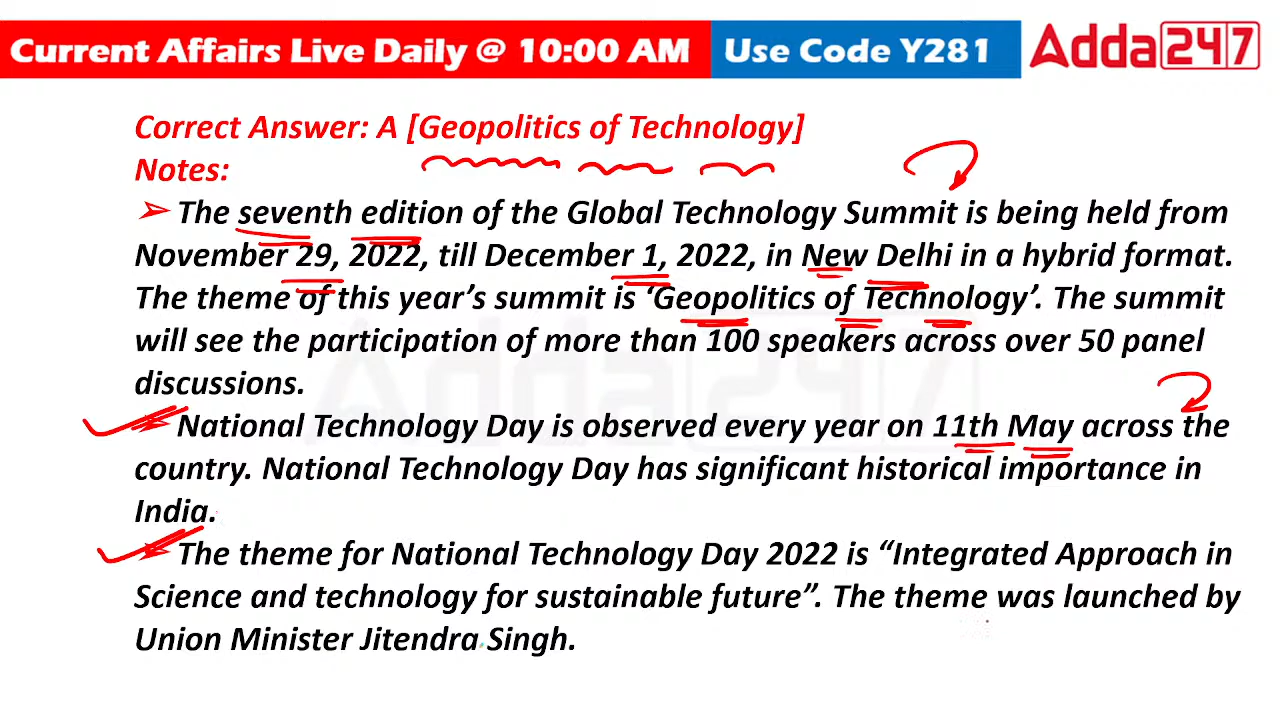 Current Affairs Live Daily @ 10:00 AM
Use Code Y281
Adda247
Correct Answer: A [Geopolitics of Technology]
Notes:
➢ The seventh edition of the Global Technology Summit is being held from
November 29, 2022, till December 1, 2022, in New Delhi in a hybrid format.
The theme of this year's summit is ‘Geopolitics of Technology’. The summit
will see the participation of more than 100 speakers across over 50 panel
discussions.
➢ National Technology Day is observed every year on 11th May across the
country. National Technology Day has significant historical importance in
India.
➢ The theme for National Technology Day 2022 is “Integrated Approach in
Science and technology for sustainable future”. The theme was launched by
Union Minister Jitendra Singh.
Adda247